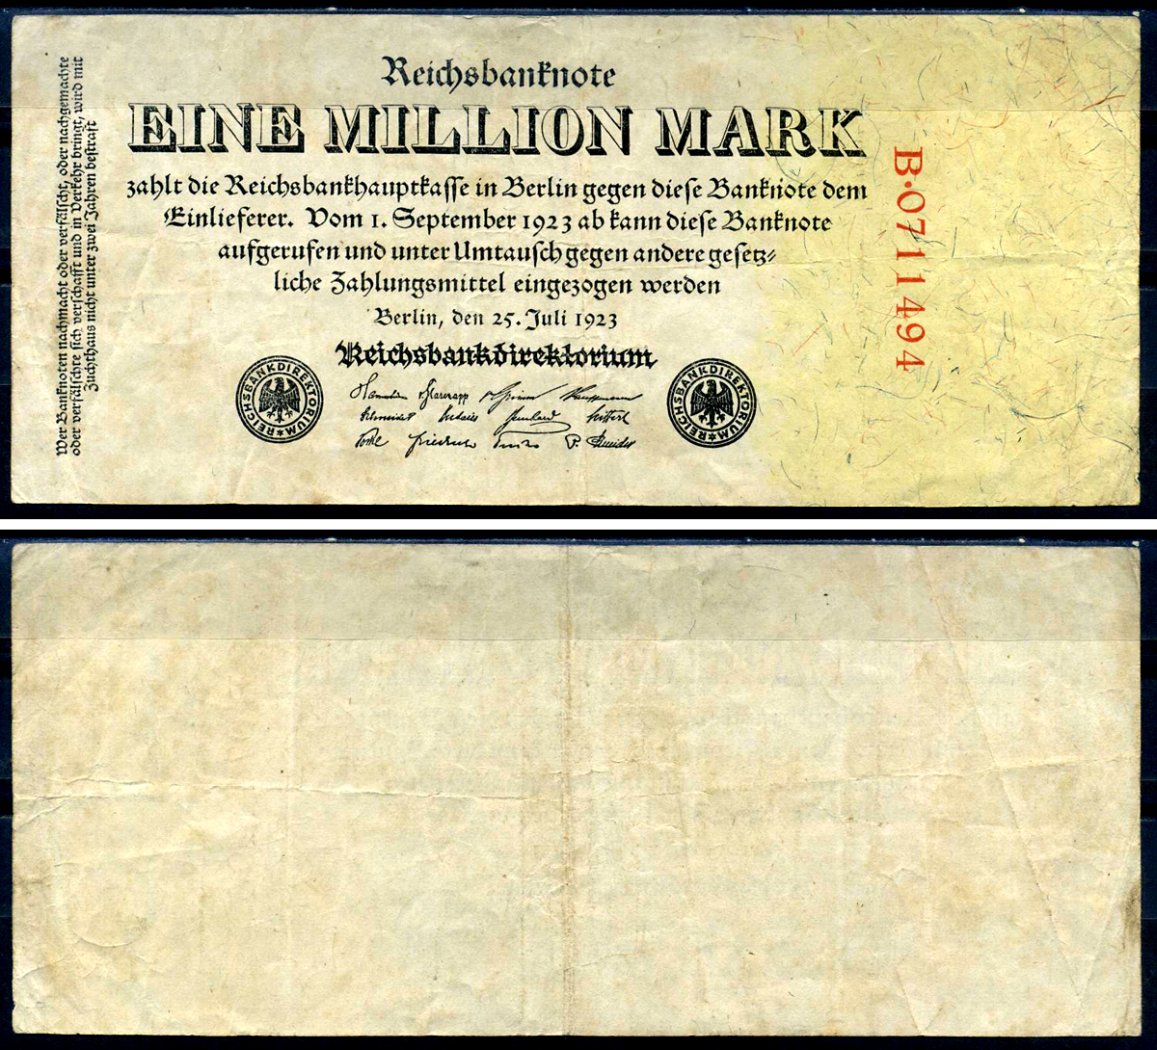 Reichsbanknote
EINE MILLION MARK
zahlt die Reichsbankhauptkasse in Berlin gegen diese Banknote dem
Einlieferer. Vom 1. September 1923 ab kann diese Banknote
aufgerufen und unter Umtausch gegen andere gesetz-
liche Zahlungsmittel eingezogen werden
Berlin, den 25. Juli 1923
Reichsbankdirektorium
REICHSBANKDIREKTORIUM
REICHSBANKDIREKTORIUM
Wer Banknoten nachmacht oder verfälscht, oder nachgemachte
oder verfälschte sich verschafft und in Verkehr bringt, wird mit
Zuchthaus nicht unter zwei Jahren bestraft
B·0711494